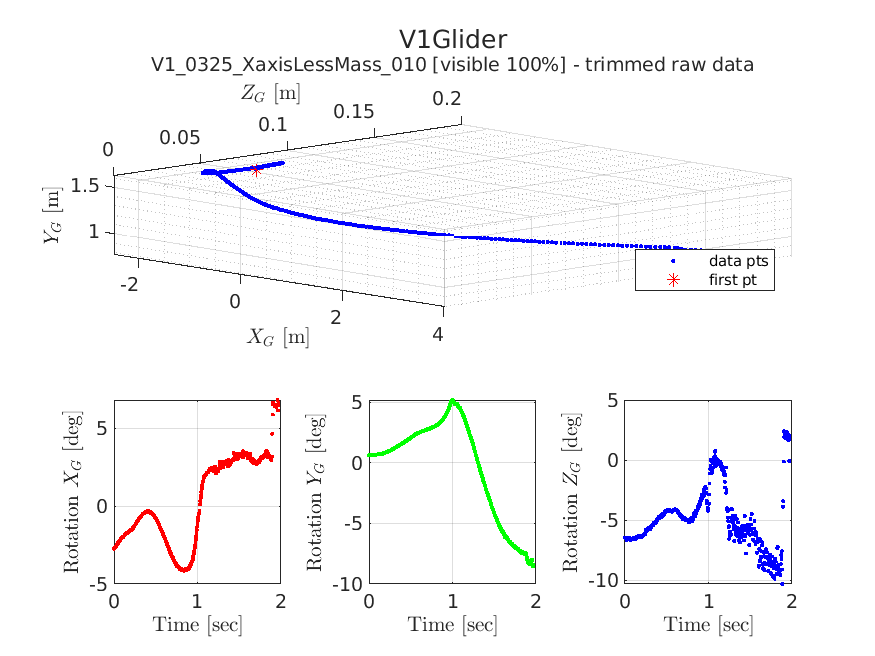 V1Glider
V1_0325_XaxisLessMass_010 [visible 100%] - trimmed raw data
Z_G [m]
0 0.05 0.1 0.15 0.2
Y_G [m]
1.5
1
-2 0 2 4
X_G [m]
data pts
first pt
Rotation X_G [deg]
5
0
-5
0 1 2
Time [sec]
Rotation Y_G [deg]
5
0
-5
-10
0 1 2
Time [sec]
Rotation Z_G [deg]
5
0
-5
-10
0 1 2
Time [sec]